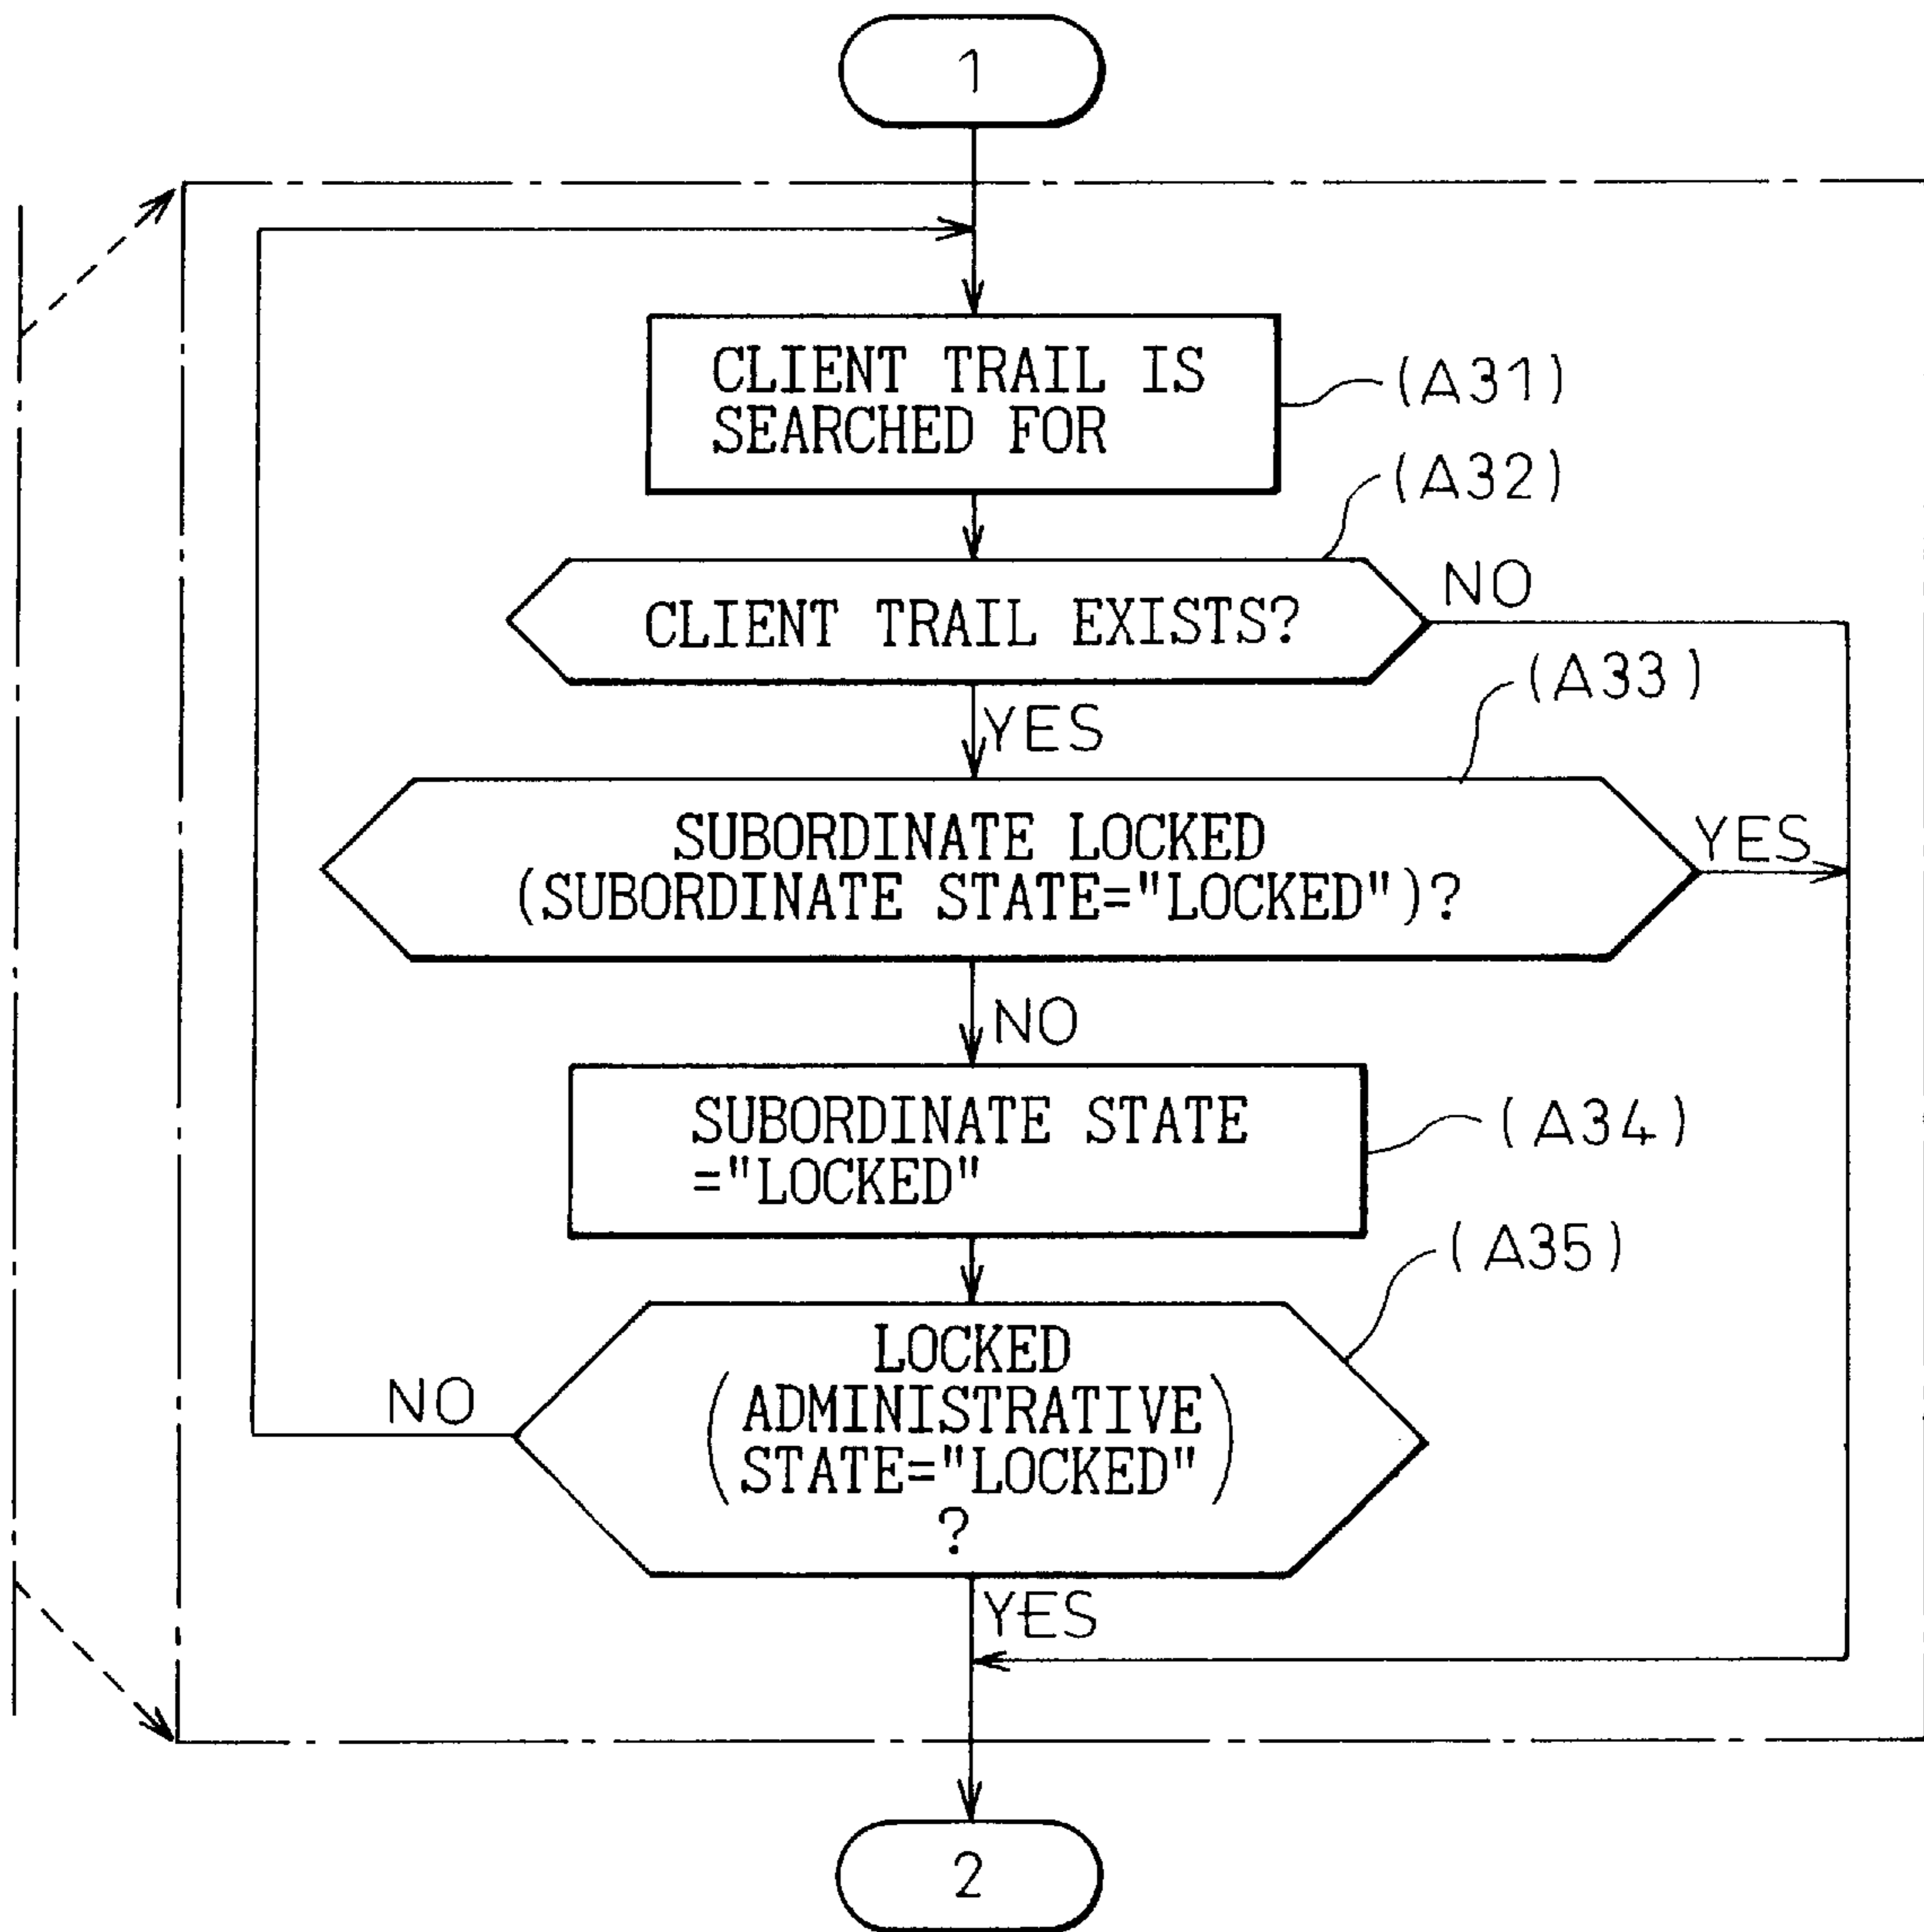 1
CLIENT TRAIL IS
SEARCHED FOR
(A31)
(A32)
CLIENT TRAIL EXISTS?
NO
YES
(A33)
SUBORDINATE LOCKED
(SUBORDINATE STATE="LOCKED")?
YES
NO
SUBORDINATE STATE
="LOCKED"
(A34)
(A35)
LOCKED
(ADMINISTRATIVE
STATE="LOCKED")
?
NO
YES
2